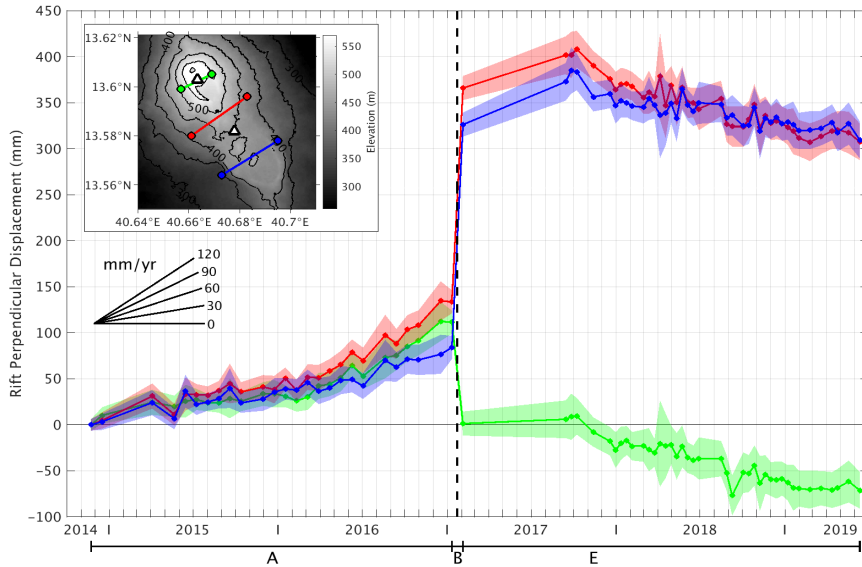 450
400
350
300
250
200
150
100
50
0
−50
−100
Rift Perpendicular Displacement (mm)
13.62°N
13.6°N
13.58°N
13.56°N
40.64°E 40.66°E 40.68°E 40.7°E
400
300
500
400
550
500
450
400
350
300
Elevation (m)
mm/yr
120
90
60
30
0
2014 2015 2016 2017 2018 2019
A B E